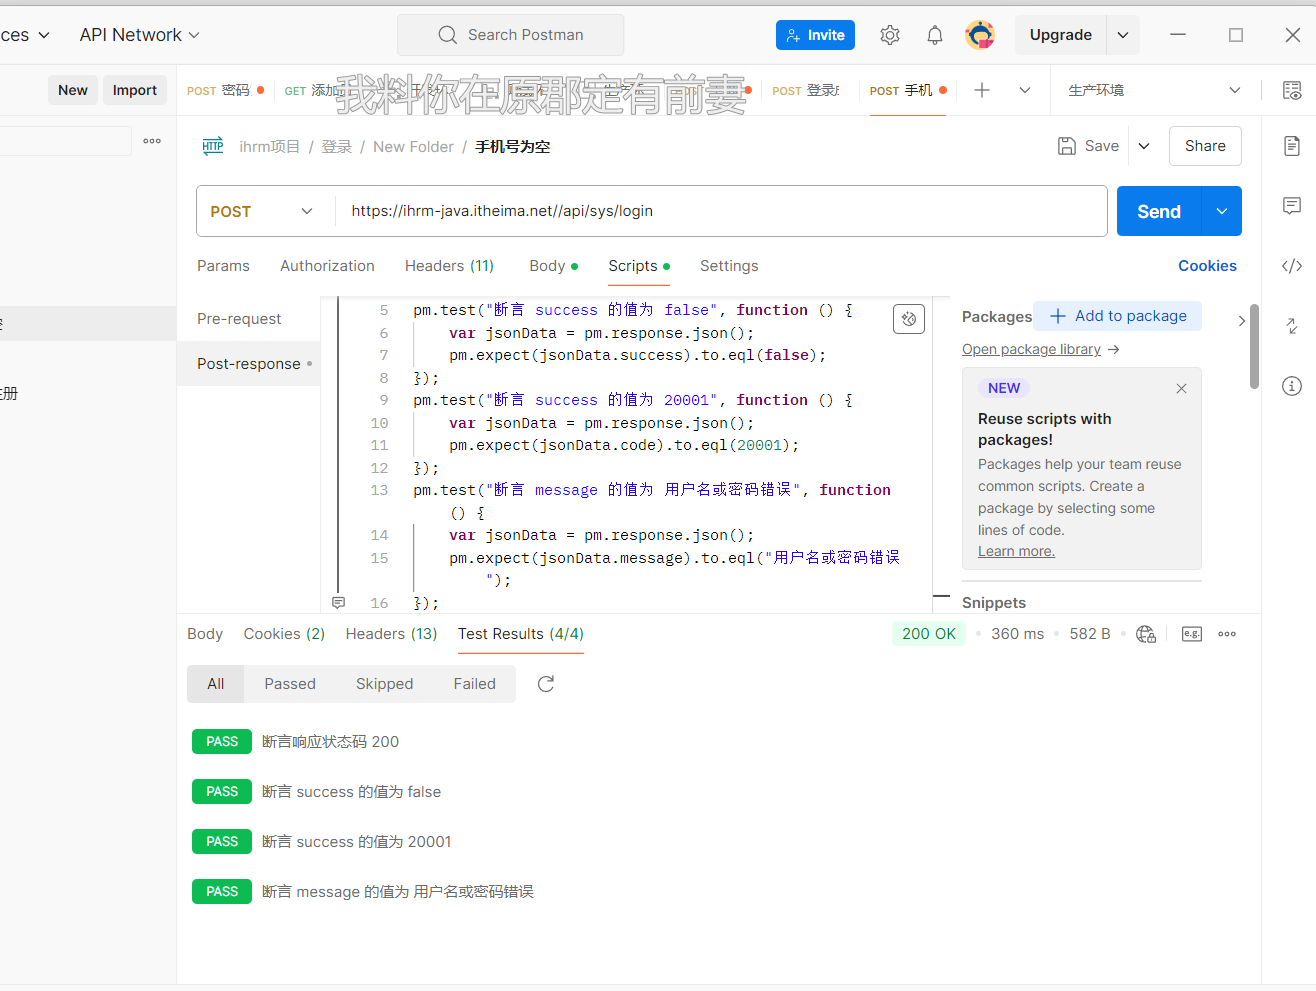 ces
API Network
Search Postman
Invite
Upgrade
New
Import
POST 密码
GET 添加
POST 登录
POST 手机
生产环境
我料你在原郡定有前妻
HTTP
ihrm项目 / 登录 / New Folder / 手机号为空
Save
Share
POST
https://ihrm-java.itheima.net//api/sys/login
Send
Params
Authorization
Headers (11)
Body
Scripts
Settings
Cookies
Pre-request
Post-response
5 pm.test("断言 success 的值为 false", function () {
6 var jsonData = pm.response.json();
7 pm.expect(jsonData.success).to.eql(false);
8 });
9 pm.test("断言 success 的值为 20001", function () {
10 var jsonData = pm.response.json();
11 pm.expect(jsonData.code).to.eql(20001);
12 });
13 pm.test("断言 message 的值为 用户名或密码错误", function
() {
14 var jsonData = pm.response.json();
15 pm.expect(jsonData.message).to.eql("用户名或密码错误
");
16 });
Packages
Add to package
Open package library →
NEW
Reuse scripts with
packages!
Packages help your team reuse
common scripts. Create a
package by selecting some
lines of code.
Learn more.
Snippets
册
Body
Cookies (2)
Headers (13)
Test Results (4/4)
200 OK
360 ms
582 B
e.g.
All
Passed
Skipped
Failed
PASS 断言响应状态码 200
PASS 断言 success 的值为 false
PASS 断言 success 的值为 20001
PASS 断言 message 的值为 用户名或密码错误